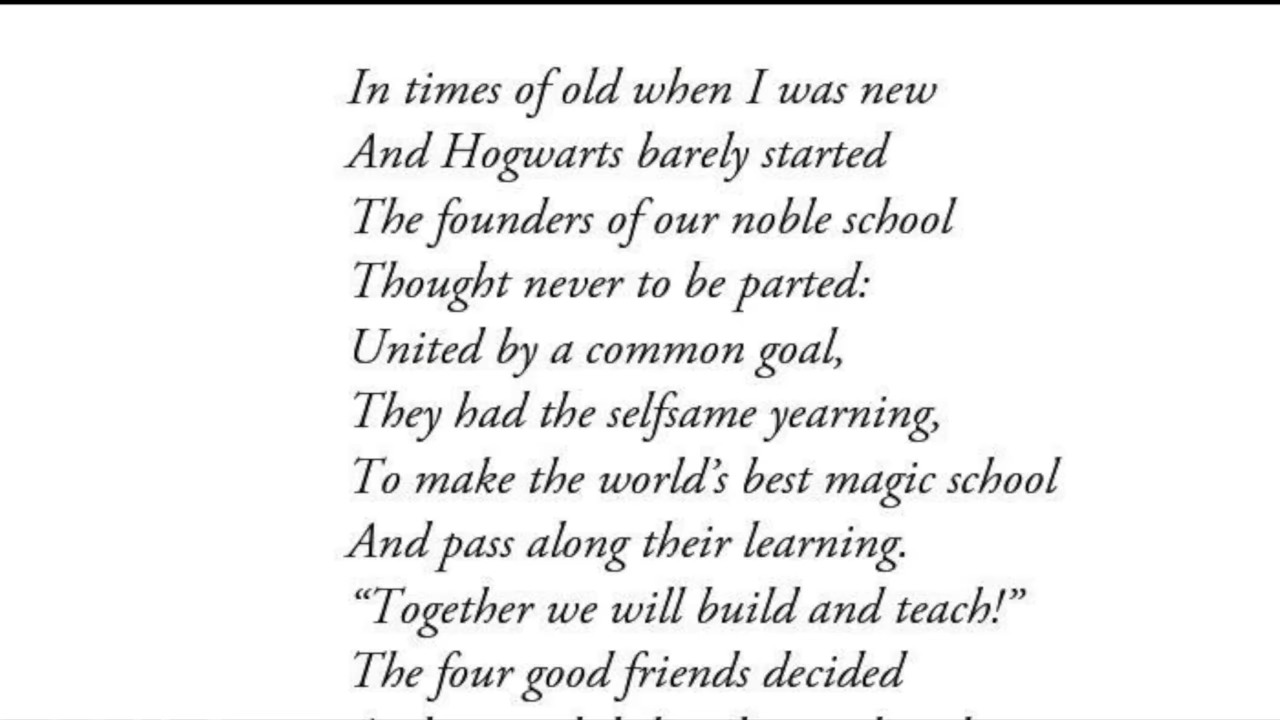 In times of old when I was new
And Hogwarts barely started
The founders of our noble school
Thought never to be parted:
United by a common goal,
They had the selfsame yearning,
To make the world’s best magic school
And pass along their learning.
“Together we will build and teach!”
The four good friends decided